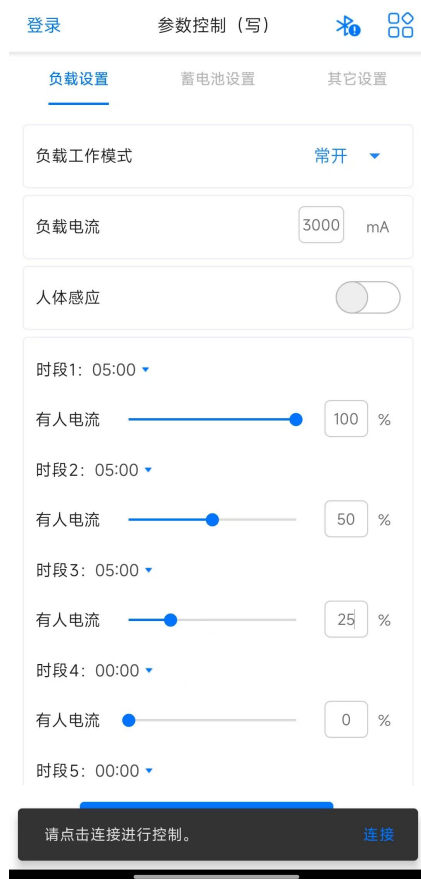 登录 参数控制（写）
负载设置 蓄电池设置 其它设置
负载工作模式 常开
负载电流 3000 mA
人体感应
时段1：05:00
有人电流 100 %
时段2：05:00
有人电流 50 %
时段3：05:00
有人电流 25 %
时段4：00:00
有人电流 0 %
时段5：00:00
请点击连接进行控制。 连接